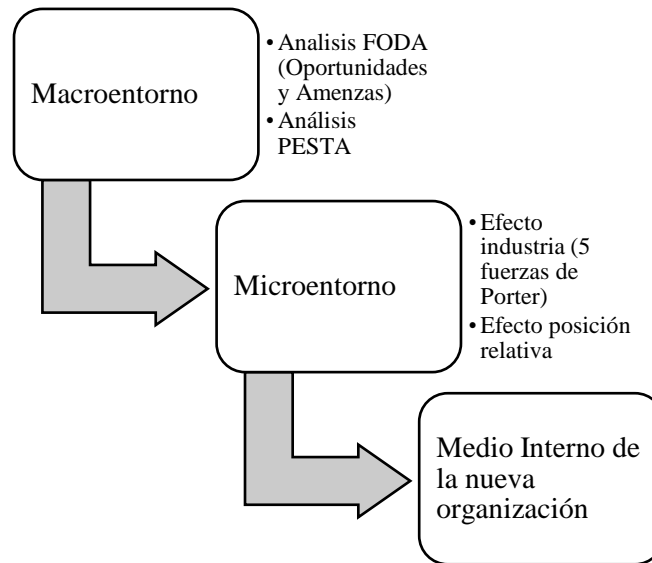 Macroentorno
• Analisis FODA
(Oportunidades
y Amenzas)
• Análisis
PESTA
Microentorno
• Efecto
industria (5
fuerzas de
Porter)
• Efecto posición
relativa
Medio Interno de
la nueva
organización